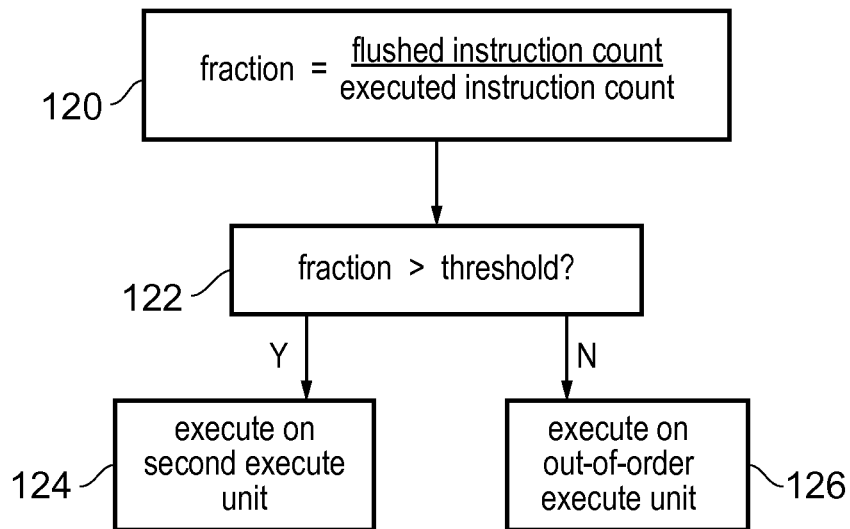 fraction = flushed instruction count
executed instruction count
120
fraction > threshold?
122
Y
N
execute on
second execute
unit
124
execute on
out-of-order
execute unit
126